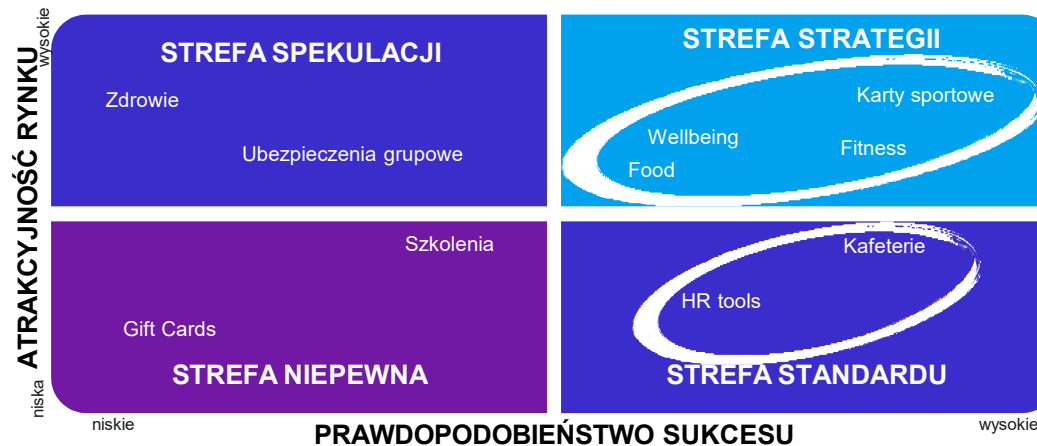 wysokie
ATRAKCYJNOŚĆ RYNKU
niska
STREFA SPEKULACJI
Zdrowie
Ubezpieczenia grupowe
STREFA STRATEGII
Karty sportowe
Wellbeing
Fitness
Food
Szkolenia
Gift Cards
STREFA NIEPEWNA
Kafeterie
HR tools
STREFA STANDARDU
niskie
PRAWDOPODOBIEŃSTWO SUKCESU
wysokie